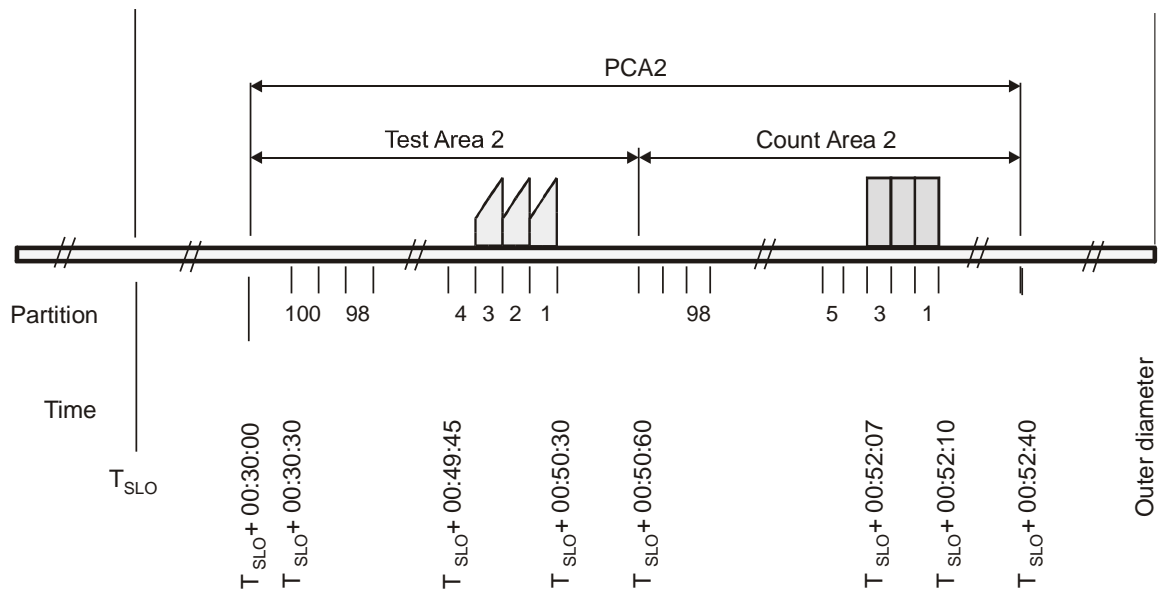 PCA2
Test Area 2
Count Area 2
Partition
100 98 4 3 2 1 98 5 3 1
Time
TSLO
TSLO+ 00:30:00
TSLO+ 00:30:30
TSLO+ 00:49:45
TSLO+ 00:50:30
TSLO+ 00:50:60
TSLO+ 00:52:07
TSLO+ 00:52:10
TSLO+ 00:52:40
Outer diameter